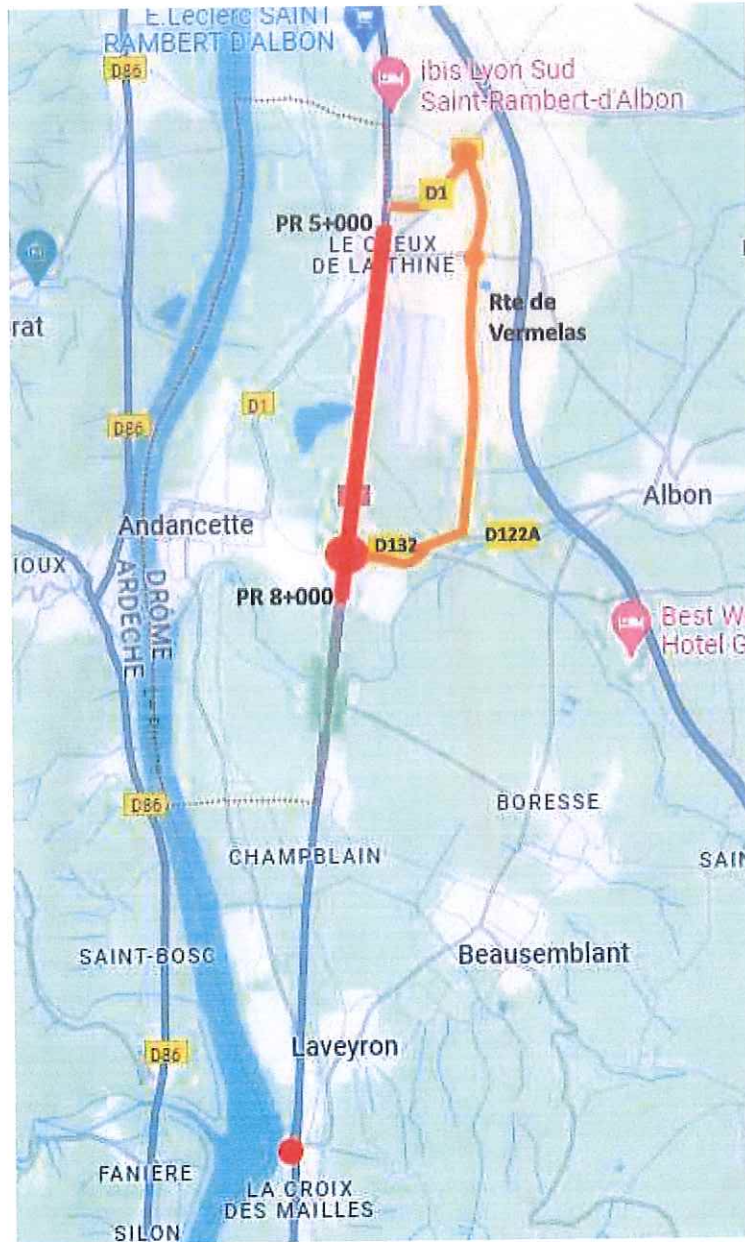 E.Leclerc SAINT
RAMBERT D'ALBON
D86
ibis Lyon Sud
Saint-Rambert-d'Albon
D1
PR 5+000
LE CREUX
DE LA THINE
rat
Rte de
Vermelas
D1
D86
Albon
Andancette
D132
D122A
IOUX
DRÔME
ARDÈCHE
PR 8+000
Best W
Hotel G
D86
BORESSE
CHAMPBLAIN
SAIN
SAINT-BOSC
Beausemblant
D86
Laveyron
FANIÈRE
LA CROIX
DES MAILLES
SILON